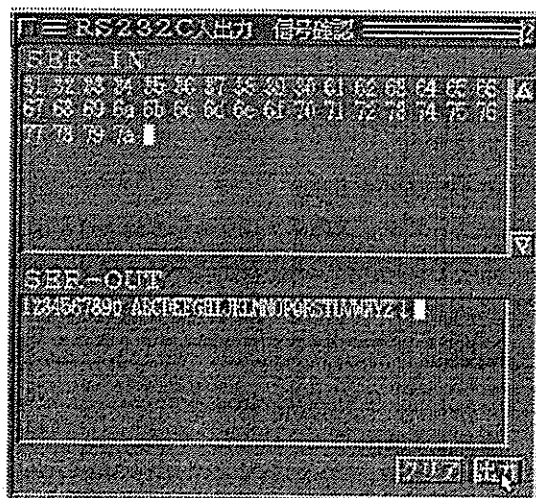 RS232C入出力 信号確認
SER-IN
31 32 33 34 35 36 37 38 39 30 61 62 63 64 65 66
67 68 69 6a 6b 6c 6d 6e 6f 70 71 72 73 74 75 76
77 78 79 7a
SER-OUT
1234567890 ABCDEFGHIJKLMNOPQRSTUVWXYZ
クリア 出力